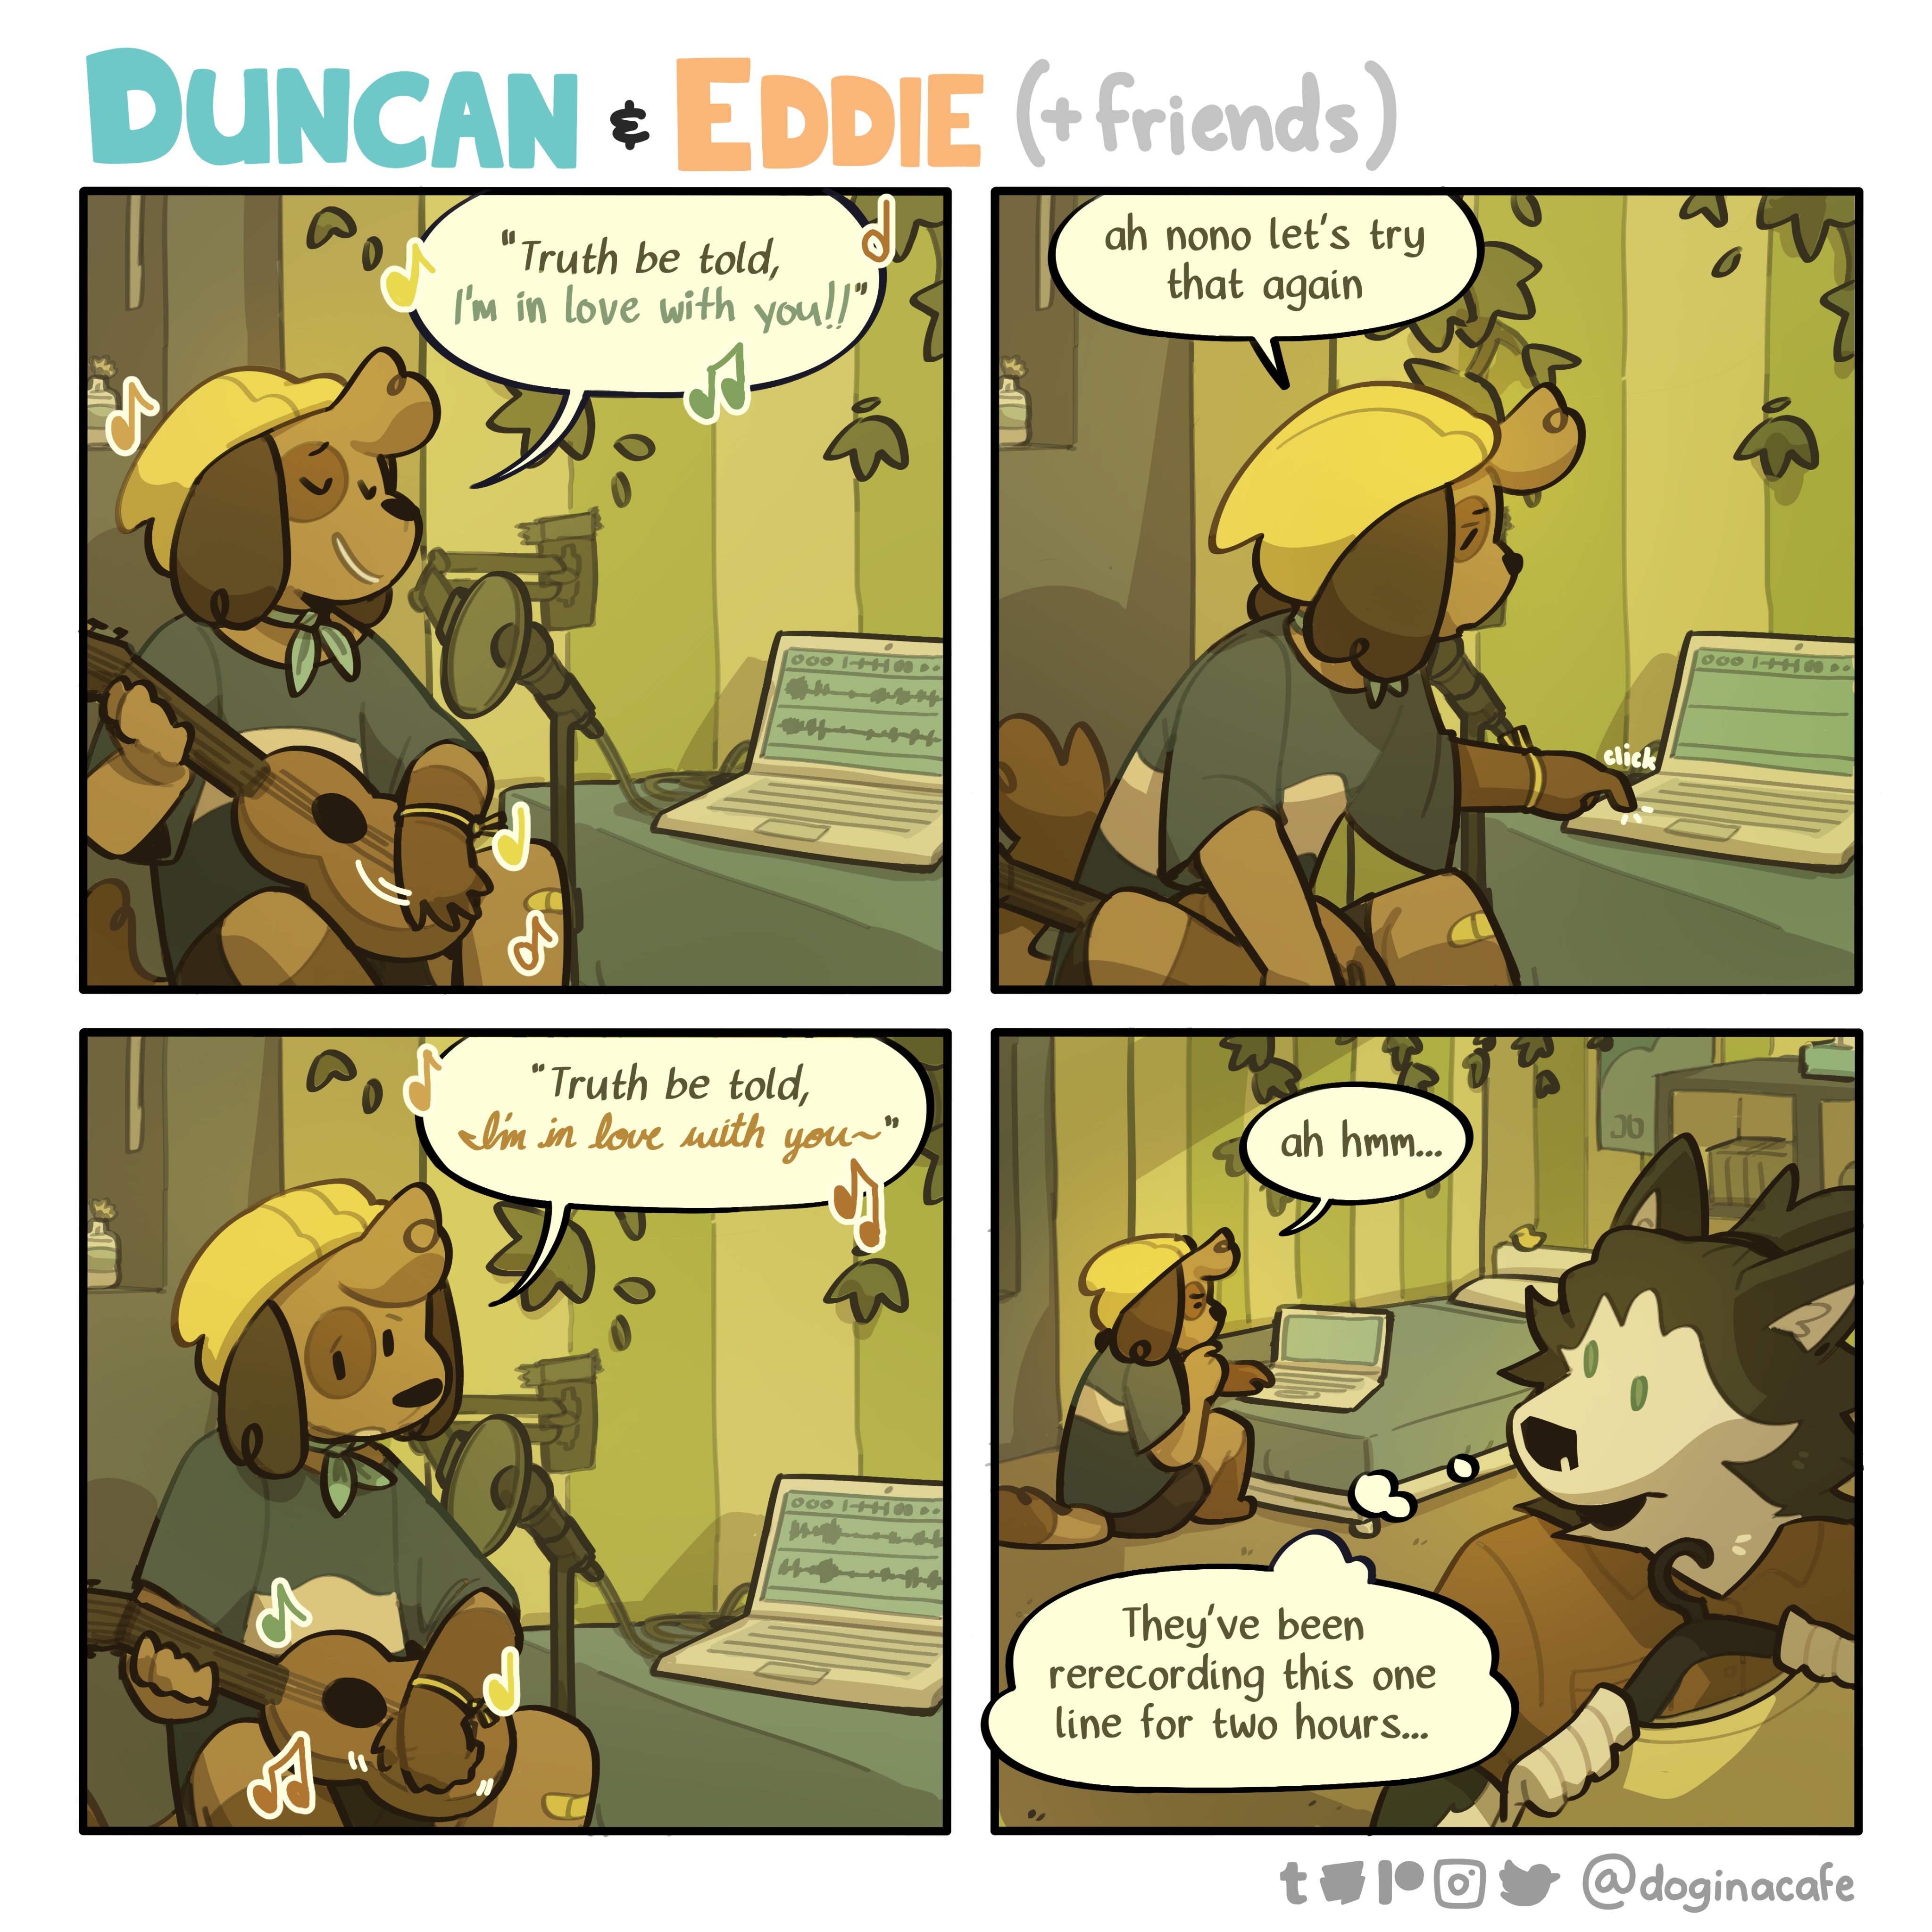 DUNCAN & EDDIE (+friends)
"Truth be told,
I'm in love with you!!"
ah nono let's try
that again
click
"Truth be told,
~I'm in love with you~"
ah hmm...
They've been
rerecording this one
line for two hours...
@doginacafe